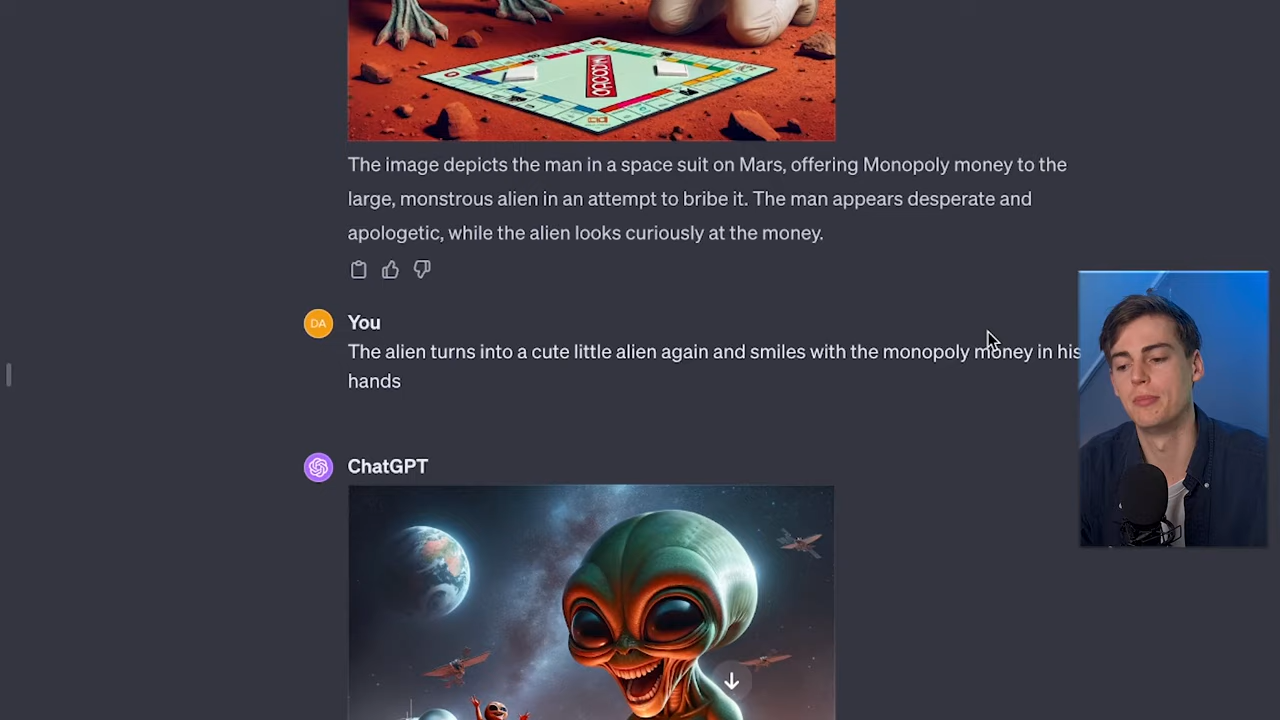 The image depicts the man in a space suit on Mars, offering Monopoly money to the
large, monstrous alien in an attempt to bribe it. The man appears desperate and
apologetic, while the alien looks curiously at the money.
DA
You
The alien turns into a cute little alien again and smiles with the monopoly money in his
hands
ChatGPT